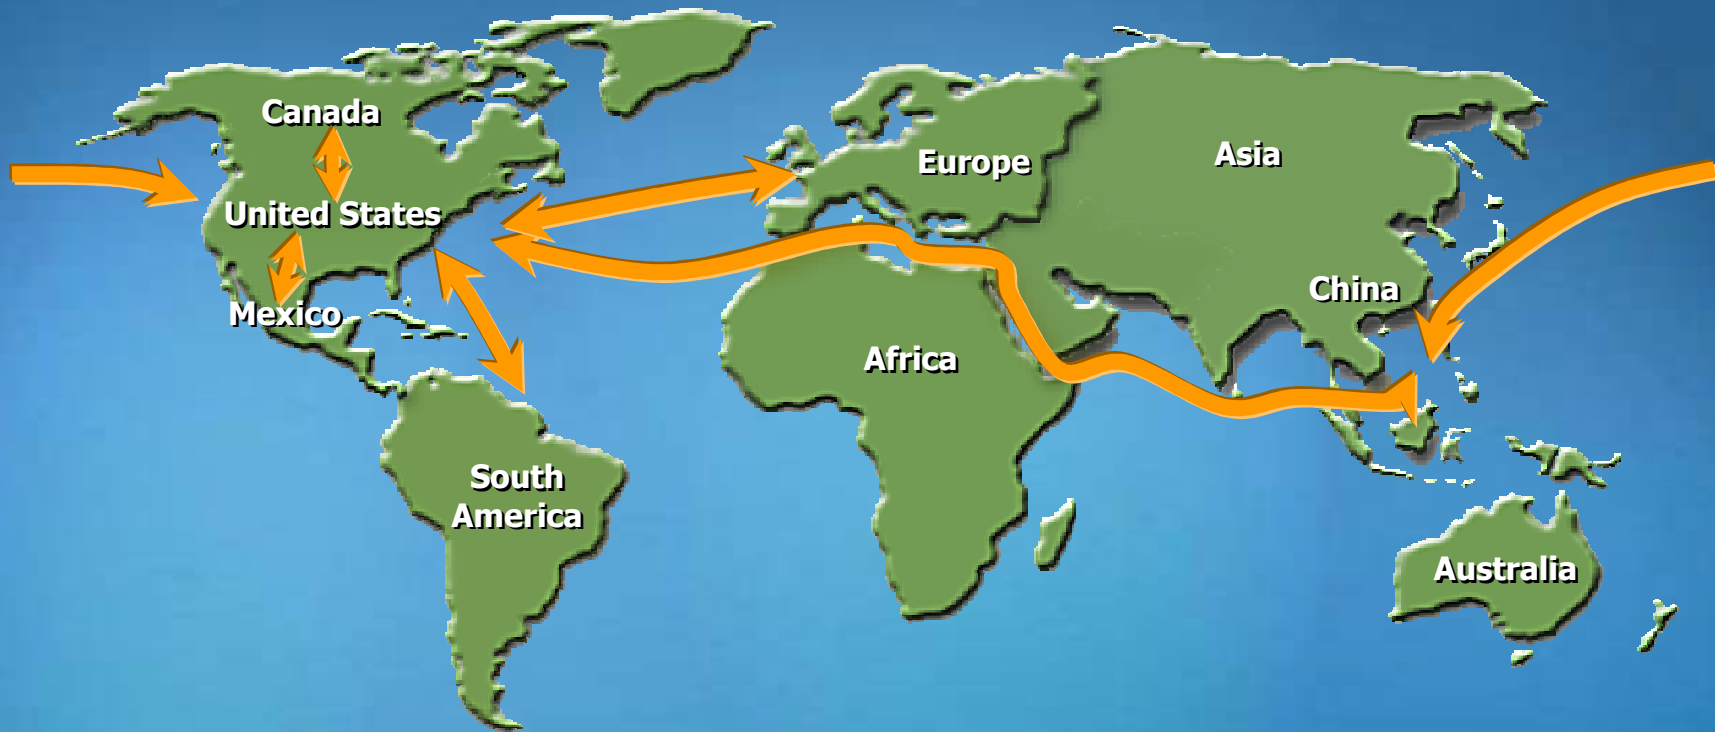 Canada
Europe
Asia
United States
China
Mexico
Africa
South
America
Australia